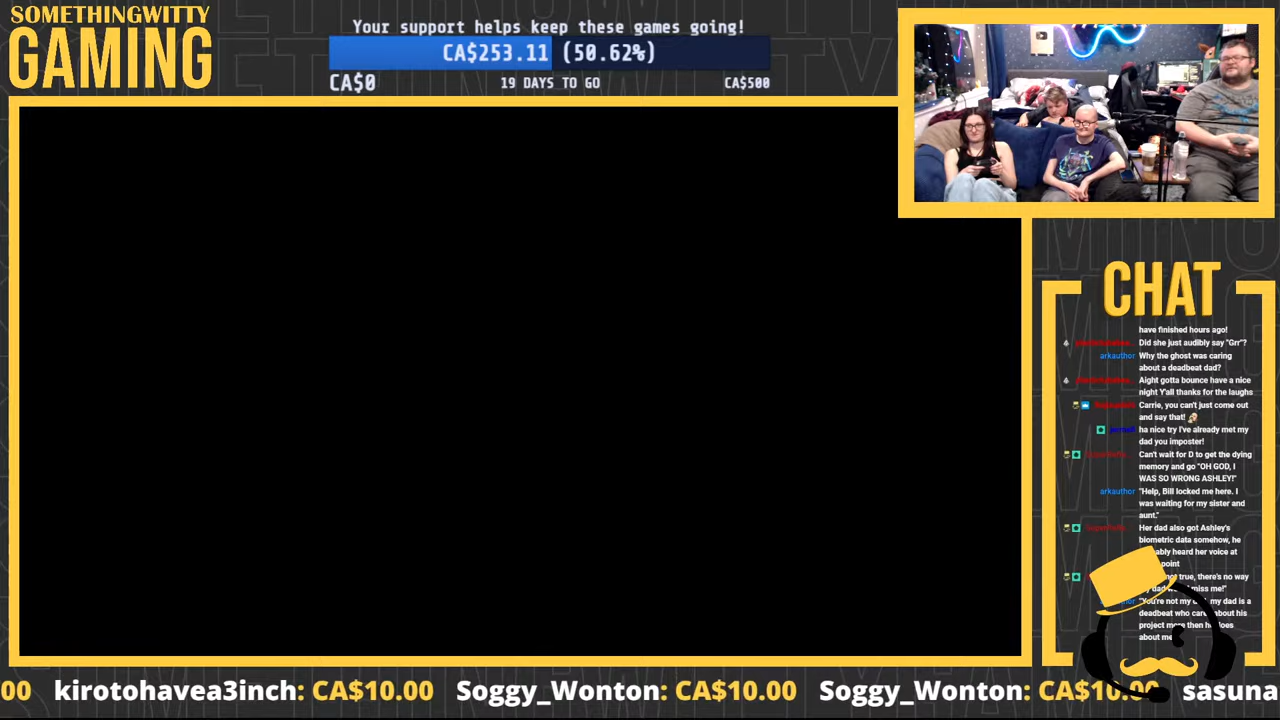 SOMETHINGWITTY
GAMING
Your support helps keep these games going!
CA$253.11 (50.62%)
CA$0
19 DAYS TO GO
CA$500
CHAT
have finished hours ago!
Did she just audibly say "Grr"?
arkauthor Why the ghost was caring
about a deadbeat dad?
Aight gotta bounce have a nice
night Y'all thanks for the laughs
Carrie, you can't just come out
and say that!
ha nice try I've already met my
dad you imposter!
Can't wait for D to get the dying
memory and go "OH GOD, I
WAS SO WRONG ASHLEY!"
arkauthor "Help, Bill locked me here. I
was waiting for my sister and
aunt."
Her dad also got Ashley's
biometric data somehow, he
heard her voice at
point
true, there's no way
miss me!"
"You're not my my dad is a
deadbeat who about his
project more then he does
about me
00 kirotohavea3inch: CA$10.00 Soggy_Wonton: CA$10.00 Soggy_Wonton: CA$10.00 sasuna